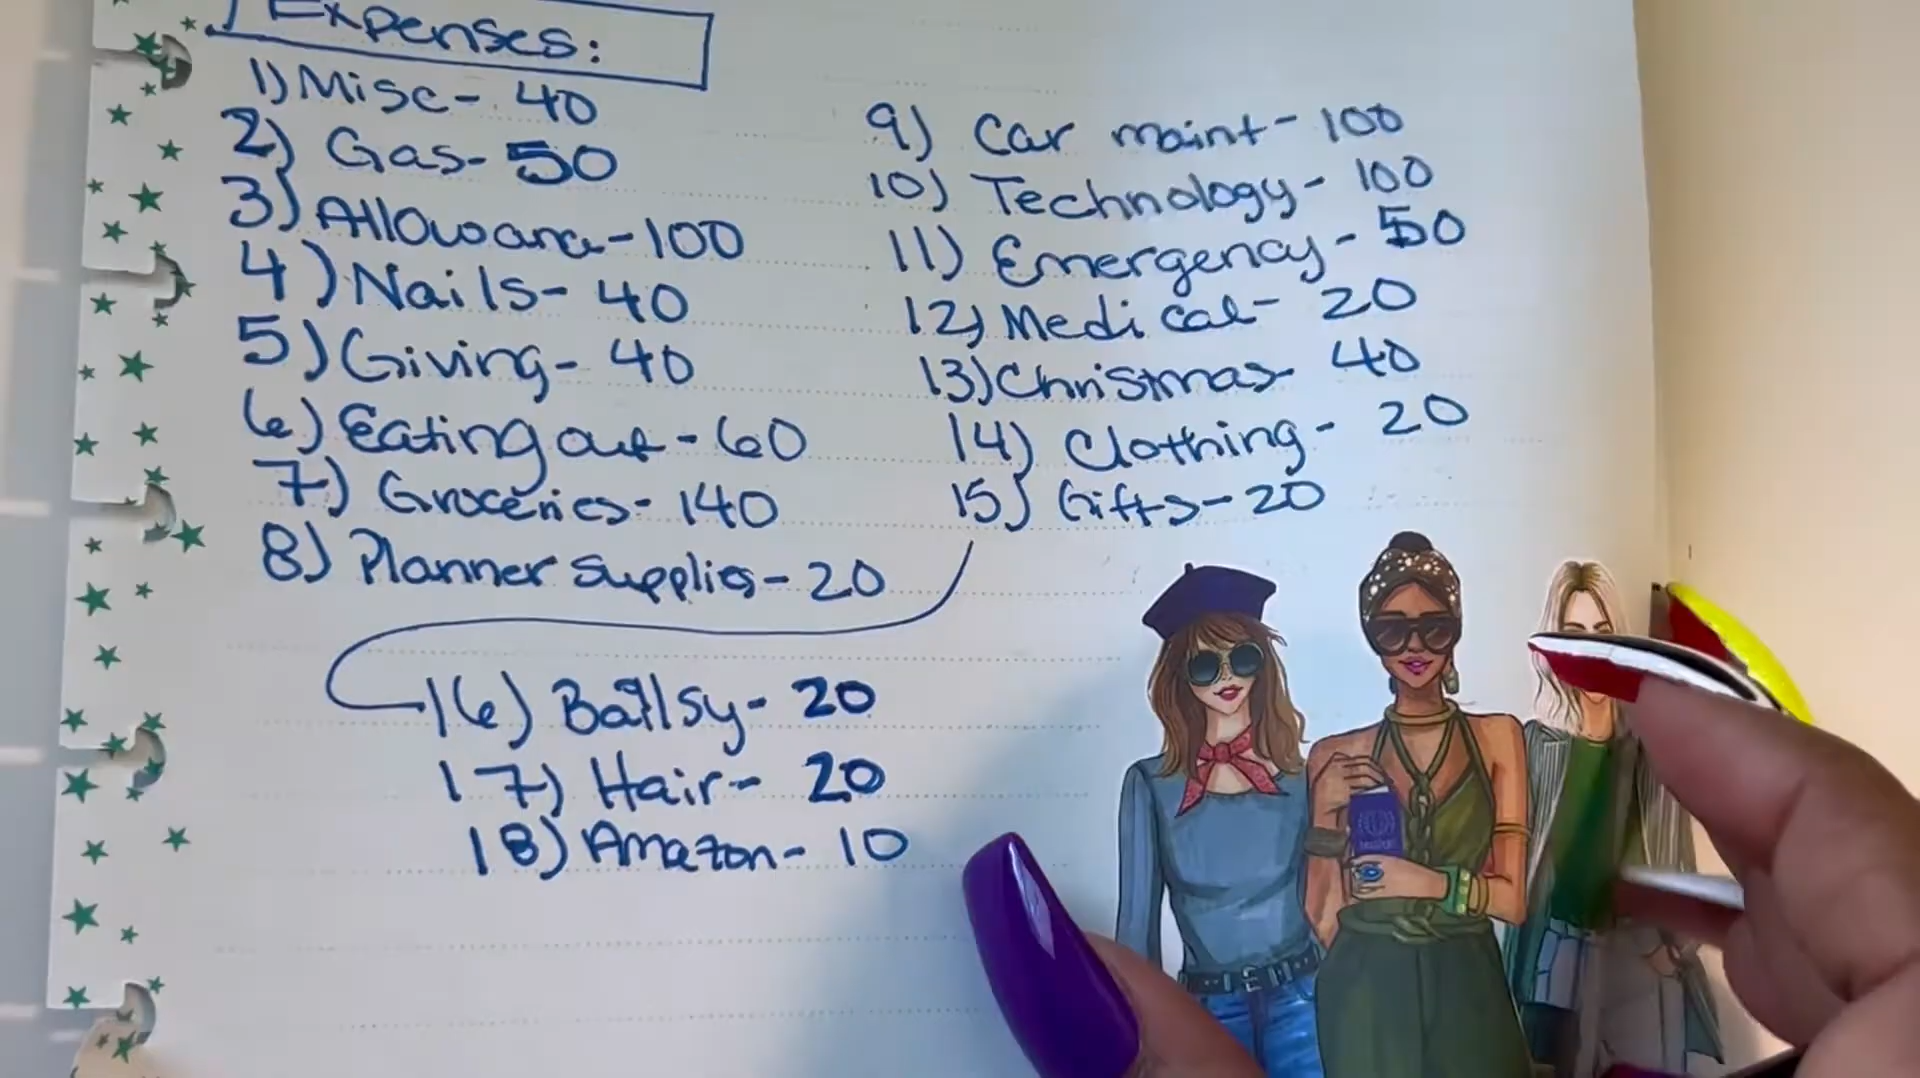 Expenses:
1) Misc - 40
2) Gas - 50
3) Allowance - 100
4) Nails - 40
5) Giving - 40
6) Eating out - 60
7) Groceries - 140
8) Planner Supplies - 20
9) Car maint - 100
10) Technology - 100
11) Emergency - 50
12) Medical - 20
13) Christmas - 40
14) Clothing - 20
15) Gifts - 20
16) Bailsy - 20
17) Hair - 20
18) Amazon - 10